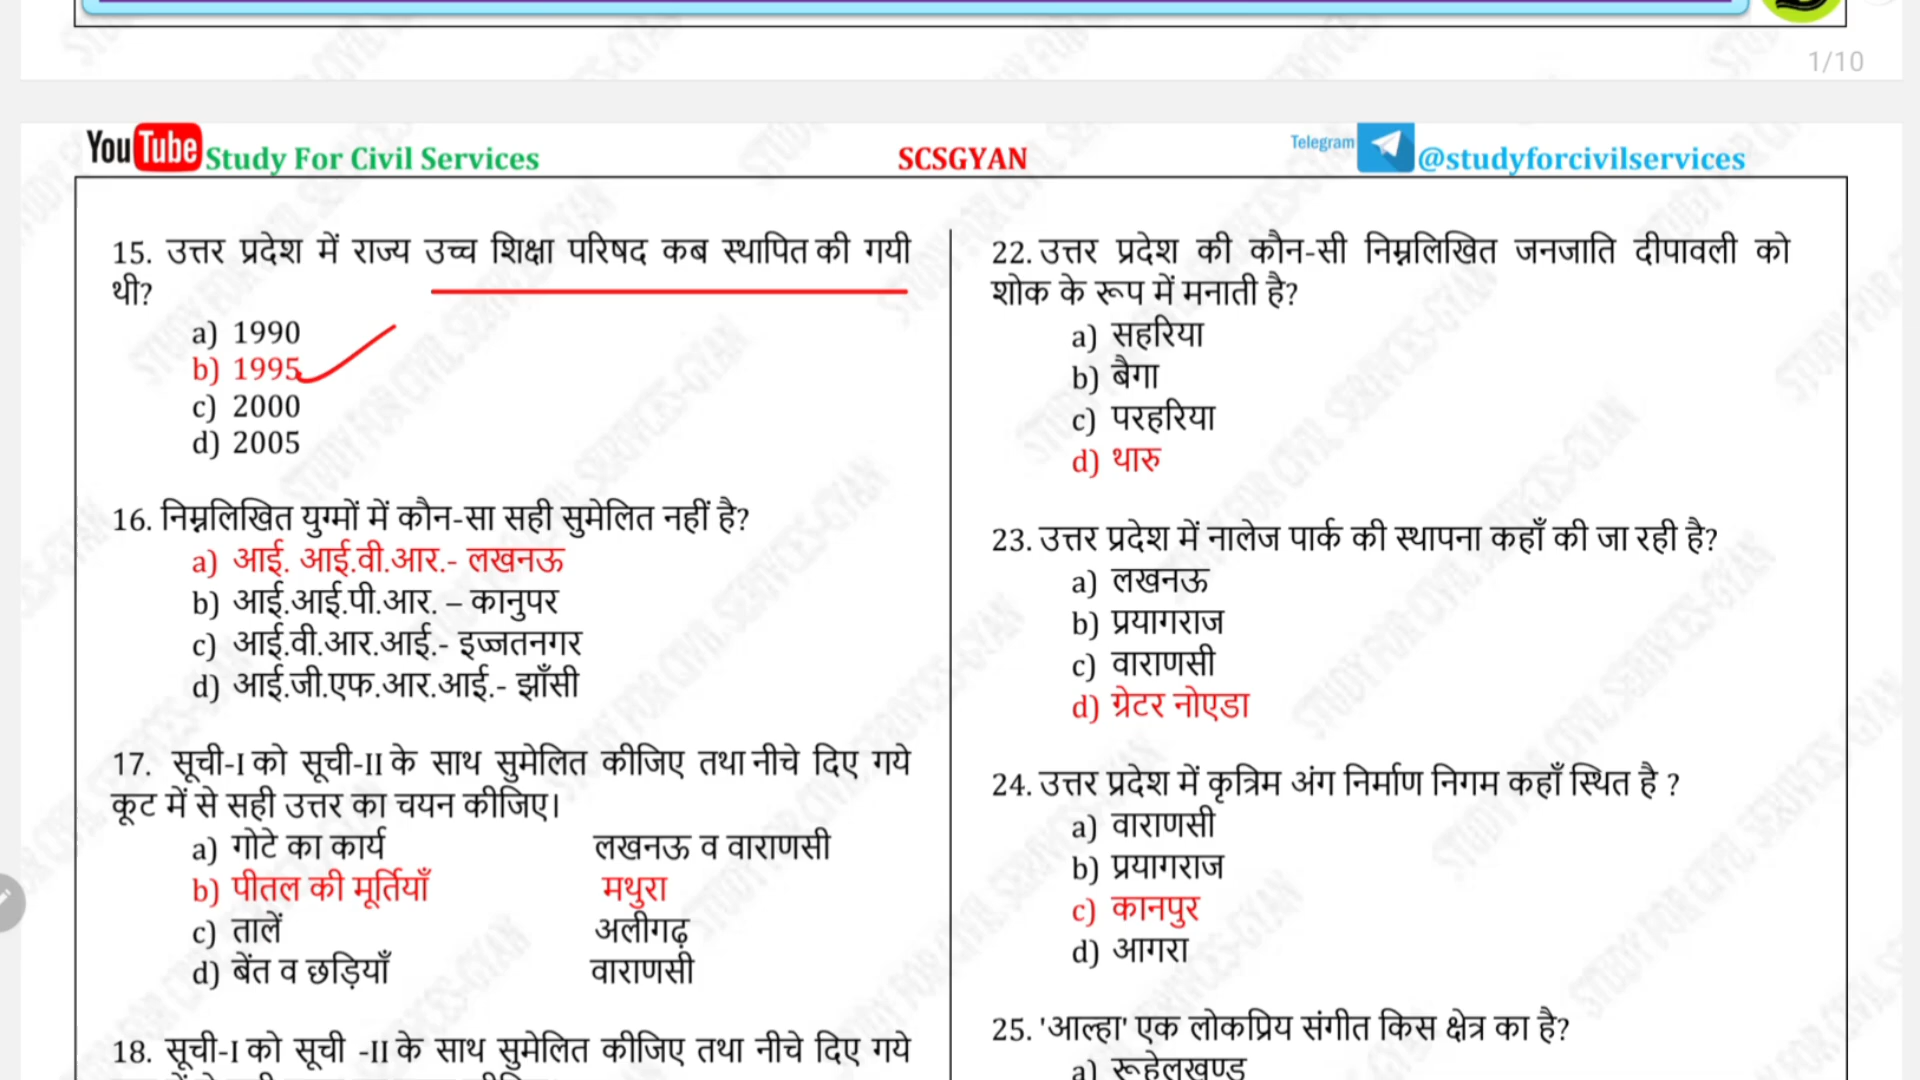 1/10
YouTube Study For Civil Services
SCSGYAN
Telegram @studyforcivilservices
15. उत्तर प्रदेश में राज्य उच्च शिक्षा परिषद कब स्थापित की गयी
थी?
a) 1990
b) 1995
c) 2000
d) 2005
16. निम्नलिखित युग्मों में कौन-सा सही सुमेलित नहीं है?
a) आई. आई.वी.आर.- लखनऊ
b) आई.आई.पी.आर. – कानुपर
c) आई.वी.आर.आई.- इज्जतनगर
d) आई.जी.एफ.आर.आई.- झाँसी
17. सूची-I को सूची-II के साथ सुमेलित कीजिए तथा नीचे दिए गये
कूट में से सही उत्तर का चयन कीजिए।
a) गोटे का कार्य लखनऊ व वाराणसी
b) पीतल की मूर्तियाँ मथुरा
c) तालें अलीगढ़
d) बेंत व छड़ियाँ वाराणसी
18. सूची-I को सूची -II के साथ सुमेलित कीजिए तथा नीचे दिए गये
22. उत्तर प्रदेश की कौन-सी निम्नलिखित जनजाति दीपावली को
शोक के रूप में मनाती है?
a) सहरिया
b) बैगा
c) परहरिया
d) थारु
23. उत्तर प्रदेश में नालेज पार्क की स्थापना कहाँ की जा रही है?
a) लखनऊ
b) प्रयागराज
c) वाराणसी
d) ग्रेटर नोएडा
24. उत्तर प्रदेश में कृत्रिम अंग निर्माण निगम कहाँ स्थित है ?
a) वाराणसी
b) प्रयागराज
c) कानपुर
d) आगरा
25. 'आल्हा' एक लोकप्रिय संगीत किस क्षेत्र का है?
a) रूहेलखण्ड